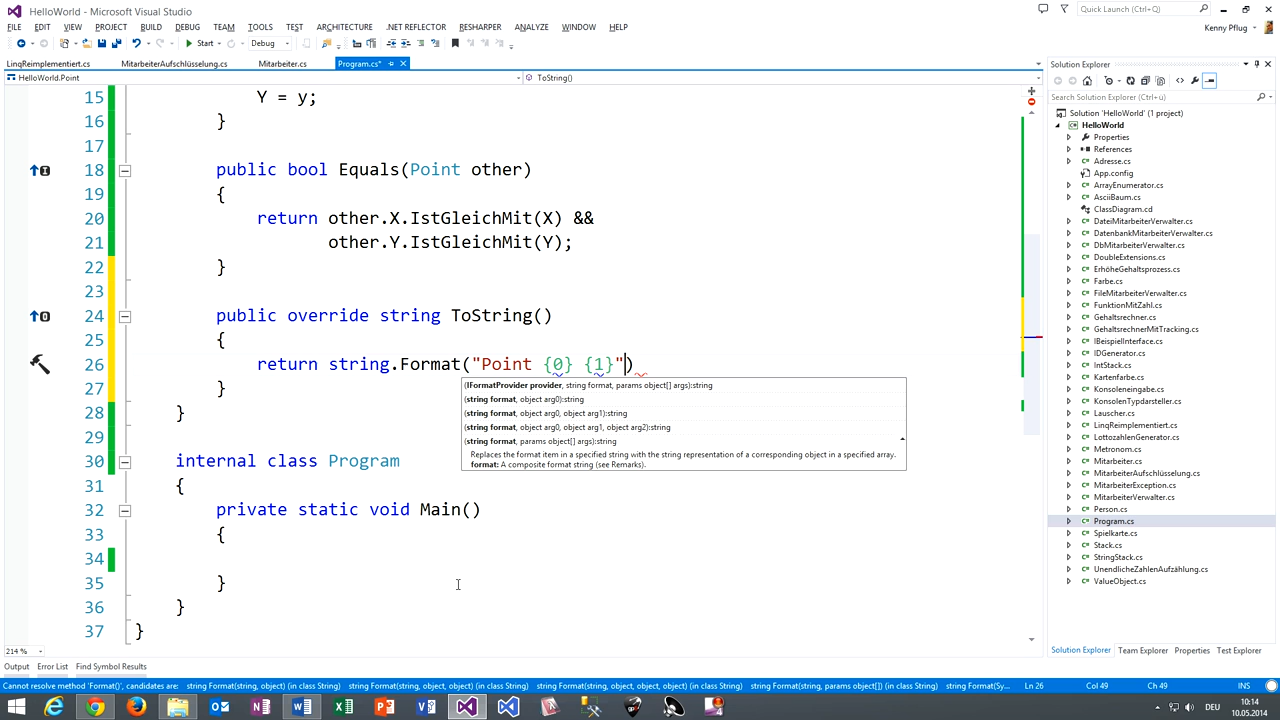 HelloWorld - Microsoft Visual Studio
Quick Launch (Ctrl+Q)
FILE EDIT VIEW PROJECT BUILD DEBUG TEAM TOOLS TEST ARCHITECTURE .NET REFLECTOR RESHARPER ANALYZE WINDOW HELP
Kenny Pflug
Start Debug
LinqReimplementiert.cs MitarbeiterAufschlüsselung.cs Mitarbeiter.cs Program.cs*
HelloWorld.Point ToString()
15 Y = y;
16 }
17
18 public bool Equals(Point other)
19 {
20 return other.X.IstGleichMit(X) &&
21 other.Y.IstGleichMit(Y);
22 }
23
24 public override string ToString()
25 {
26 return string.Format("Point {0} {1}")
27 }
28 }
29
30 internal class Program
31 {
32 private static void Main()
33 {
34
35 }
36 }
37 }
(IFormatProvider provider, string format, params object[] args):string
(string format, object arg0):string
(string format, object arg0, object arg1):string
(string format, object arg0, object arg1, object arg2):string
(string format, params object[] args):string
Replaces the format item in a specified string with the string representation of a corresponding object in a specified array.
format: A composite format string (see Remarks).
214 %
Solution Explorer
Search Solution Explorer (Ctrl+ü)
Solution 'HelloWorld' (1 project)
HelloWorld
Properties
References
Adresse.cs
App.config
ArrayEnumerator.cs
AsciiBaum.cs
ClassDiagram.cd
DateiMitarbeiterVerwalter.cs
DatenbankMitarbeiterVerwalter.cs
DbMitarbeiterVerwalter.cs
DoubleExtensions.cs
ErhöheGehaltsprozess.cs
Farbe.cs
FileMitarbeiterVerwalter.cs
FunktionMitZahl.cs
Gehaltsrechner.cs
GehaltsrechnerMitTracking.cs
IBeispielInterface.cs
IDGenerator.cs
IntStack.cs
Kartenfarbe.cs
Konsoleneingabe.cs
KonsolenTypdarsteller.cs
Lauscher.cs
LinqReimplementiert.cs
LottozahlenGenerator.cs
Metronom.cs
Mitarbeiter.cs
MitarbeiterAufschlüsselung.cs
MitarbeiterException.cs
MitarbeiterVerwalter.cs
Person.cs
Program.cs
Spielkarte.cs
Stack.cs
StringStack.cs
UnendlicheZahlenAufzählung.cs
ValueObject.cs
Solution Explorer Team Explorer Properties Test Explorer
Output Error List Find Symbol Results
Cannot resolve method 'Format()', candidates are: string Format(string, object) (in class String) string Format(string, object, object) (in class String) string Format(string, object, object, object) (in class String) string Format(string, params object[]) (in class String) string Format(Sy... Ln 26 Col 49 Ch 49 INS
DEU
10:14
10.05.2014